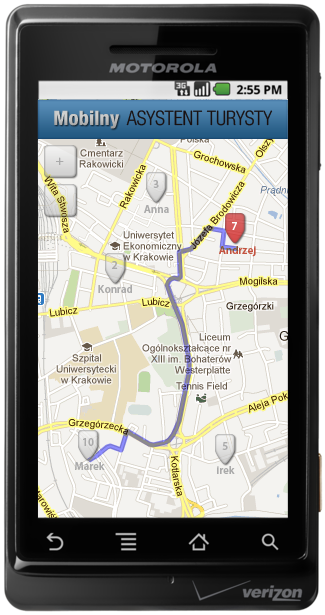 MOTOROLA
3G
2:55 PM
Mobilny ASYSTENT TURYSTY
Cmentarz
Rakowicki
Polska
Grochowska
Olszy
+
3
Anna
Rakowicka
Wita Stwosza
Prądn
Józefa Brodowicza
7
Andrzej
Uniwersytet
Ekonomiczny
w Krakowie
2
Konrad
Mogilska
Lubicz
Lubicz
Grzegórzki
-
Liceum
Ogólnokształcące nr
XIII im. Bohaterów
Westerplatte
Szpital
Uniwersytecki
w Krakowie
Tennis Field
Aleja Pok
Grzegórzecka
10
Marek
5
Irek
Kotlarska
owiślna
verizon